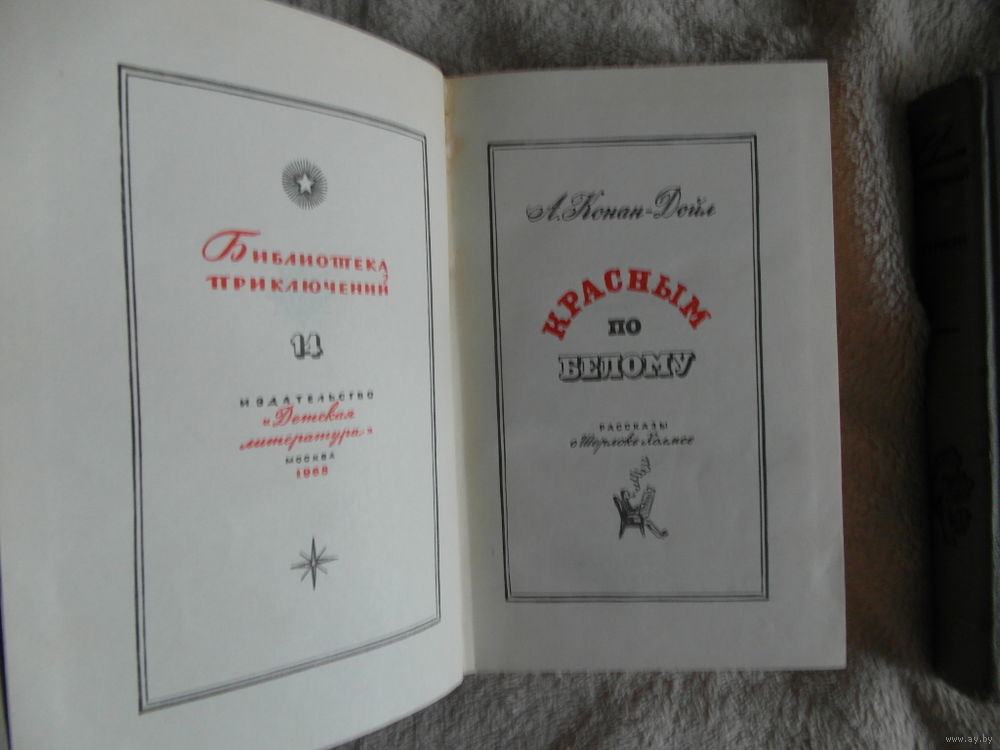 Библиотека
приключений
14
ИЗДАТЕЛЬСТВО
«Детская
литература»
МОСКВА
1968
А. Конан-Дойл
КРАСНЫМ
ПО
БЕЛОМУ
РАССКАЗЫ
о Шерлоке Холмсе
www.ay.by